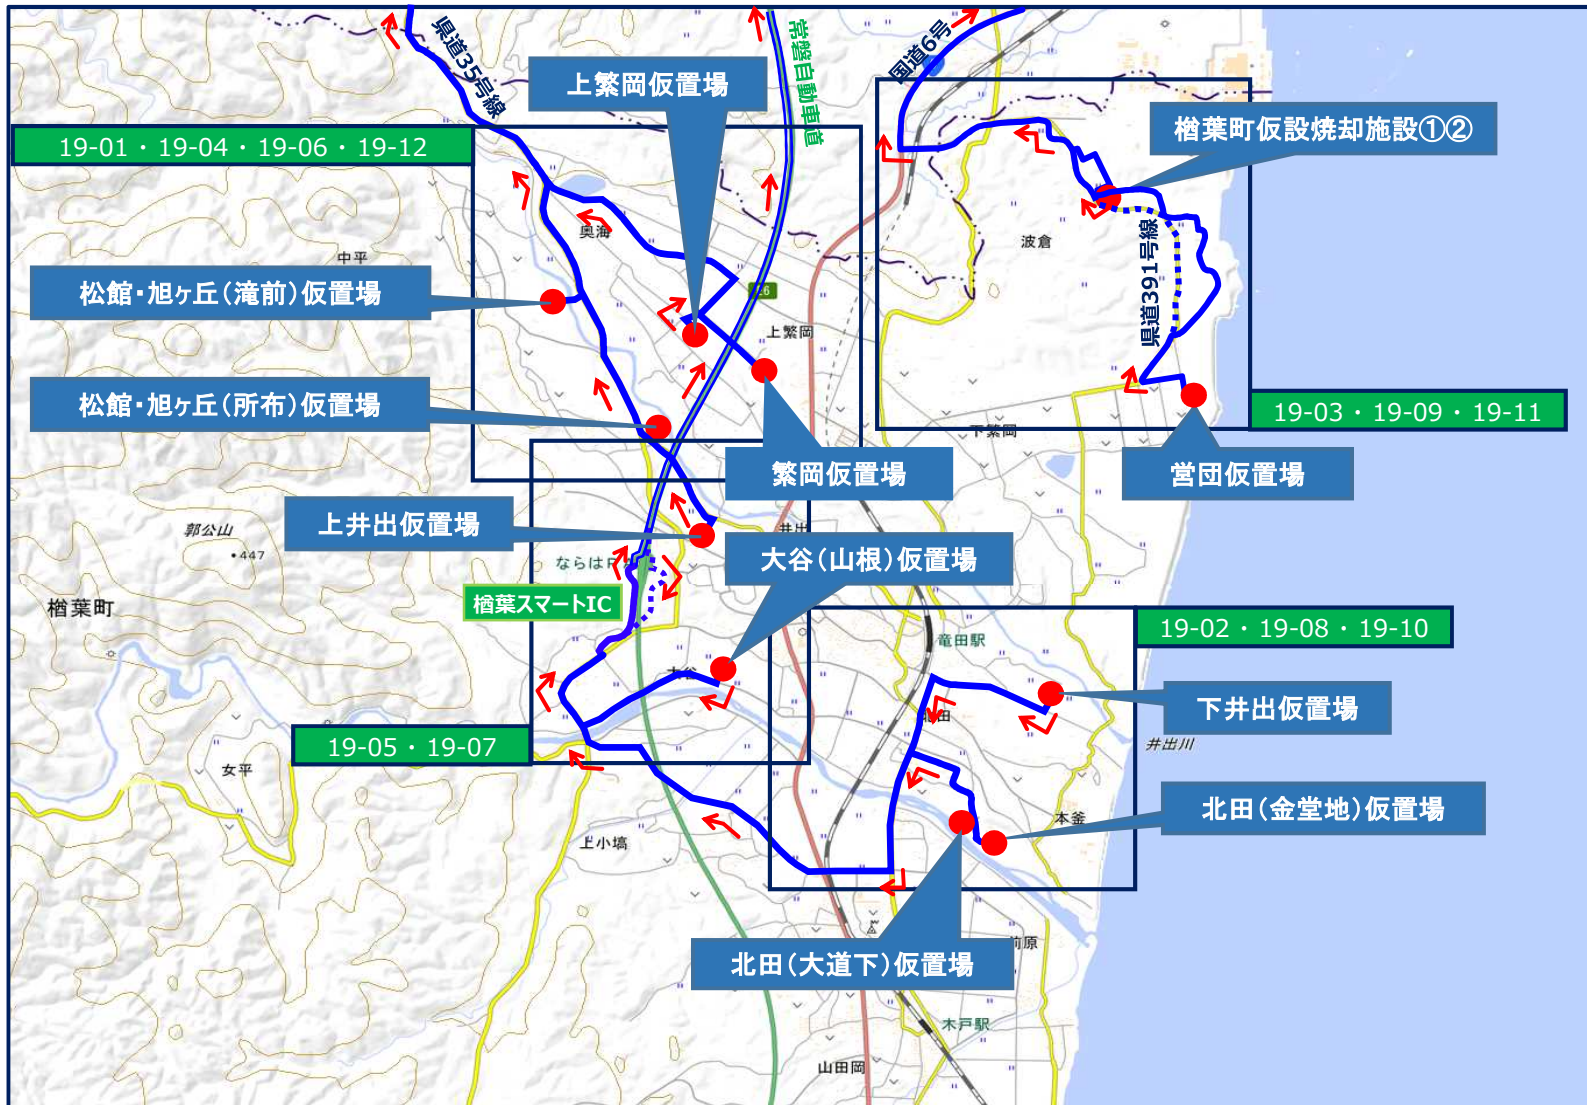 県道35号線
常磐自動車道
国道6号
上繁岡仮置場
楢葉町仮設焼却施設①②
19-01・19-04・19-06・19-12
奥海
中平
波倉
松館・旭ヶ丘(滝前)仮置場
県道391号線
上繁岡
松館・旭ヶ丘(所布)仮置場
19-03・19-09・19-11
下繁岡
繁岡仮置場
営団仮置場
上井出仮置場
郭公山
・447
井出
ならはP
大谷(山根)仮置場
楢葉スマートIC
楢葉町
19-02・19-08・19-10
竜田駅
大谷
下井出仮置場
北田
19-05・19-07
井出川
女平
北田(金堂地)仮置場
本釜
上小塙
北田(大道下)仮置場
前原
木戸駅
山田岡